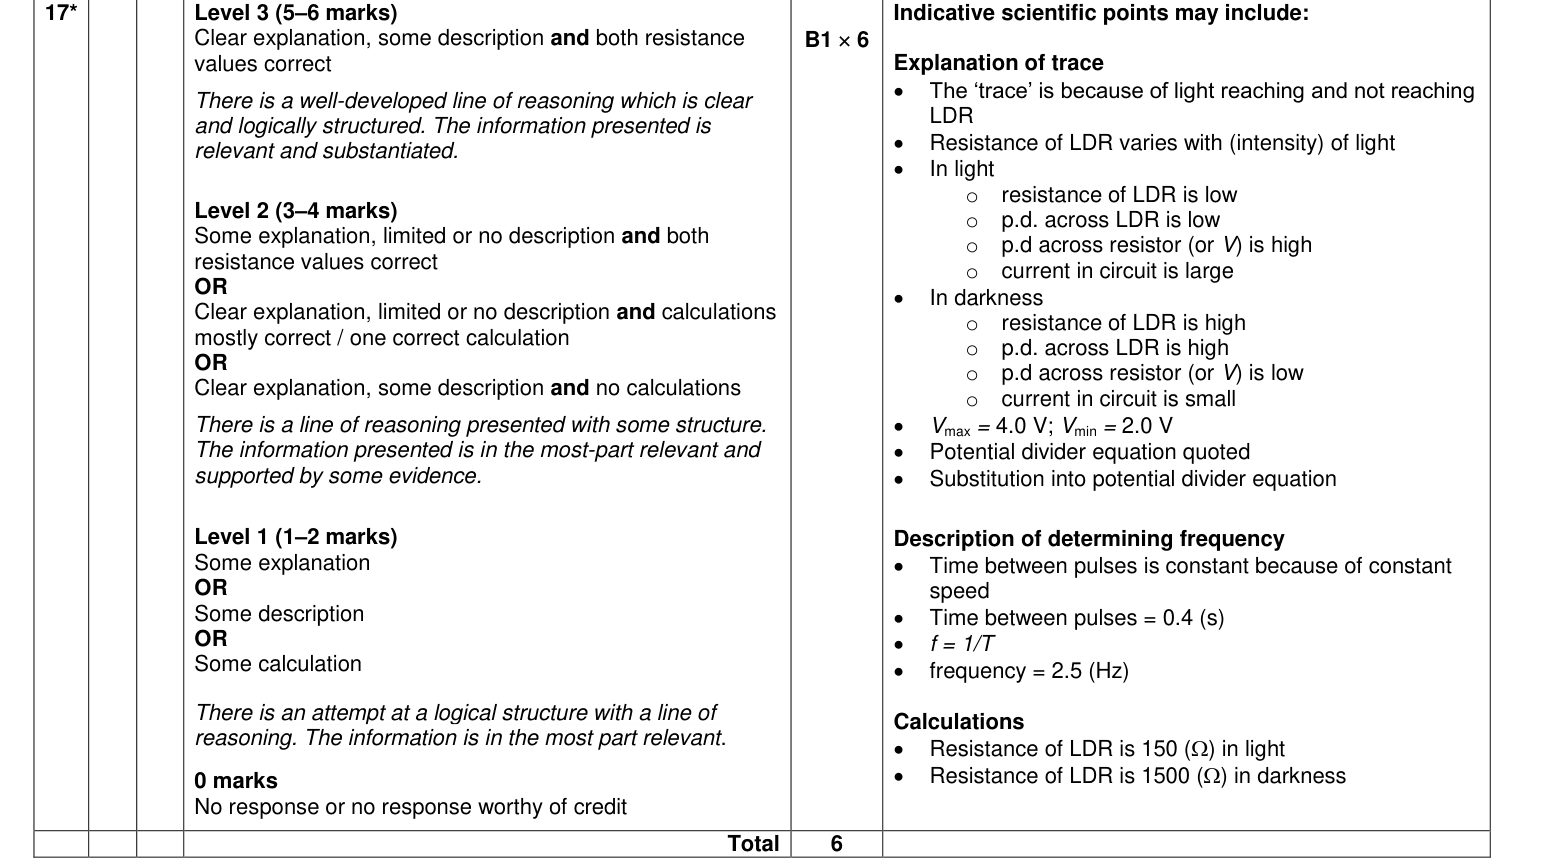 17*
Level 3 (5–6 marks)
Clear explanation, some description and both resistance
values correct
There is a well-developed line of reasoning which is clear
and logically structured. The information presented is
relevant and substantiated.
Level 2 (3–4 marks)
Some explanation, limited or no description and both
resistance values correct
OR
Clear explanation, limited or no description and calculations
mostly correct / one correct calculation
OR
Clear explanation, some description and no calculations
There is a line of reasoning presented with some structure.
The information presented is in the most-part relevant and
supported by some evidence.
Level 1 (1–2 marks)
Some explanation
OR
Some description
OR
Some calculation
There is an attempt at a logical structure with a line of
reasoning. The information is in the most part relevant.
0 marks
No response or no response worthy of credit
B1 × 6
Indicative scientific points may include:
Explanation of trace
• The ‘trace’ is because of light reaching and not reaching
LDR
• Resistance of LDR varies with (intensity) of light
• In light
○ resistance of LDR is low
○ p.d. across LDR is low
○ p.d across resistor (or V) is high
○ current in circuit is large
• In darkness
○ resistance of LDR is high
○ p.d. across LDR is high
○ p.d across resistor (or V) is low
○ current in circuit is small
• Vmax = 4.0 V; Vmin = 2.0 V
• Potential divider equation quoted
• Substitution into potential divider equation
Description of determining frequency
• Time between pulses is constant because of constant
speed
• Time between pulses = 0.4 (s)
• f = 1/T
• frequency = 2.5 (Hz)
Calculations
• Resistance of LDR is 150 (Ω) in light
• Resistance of LDR is 1500 (Ω) in darkness
Total 6